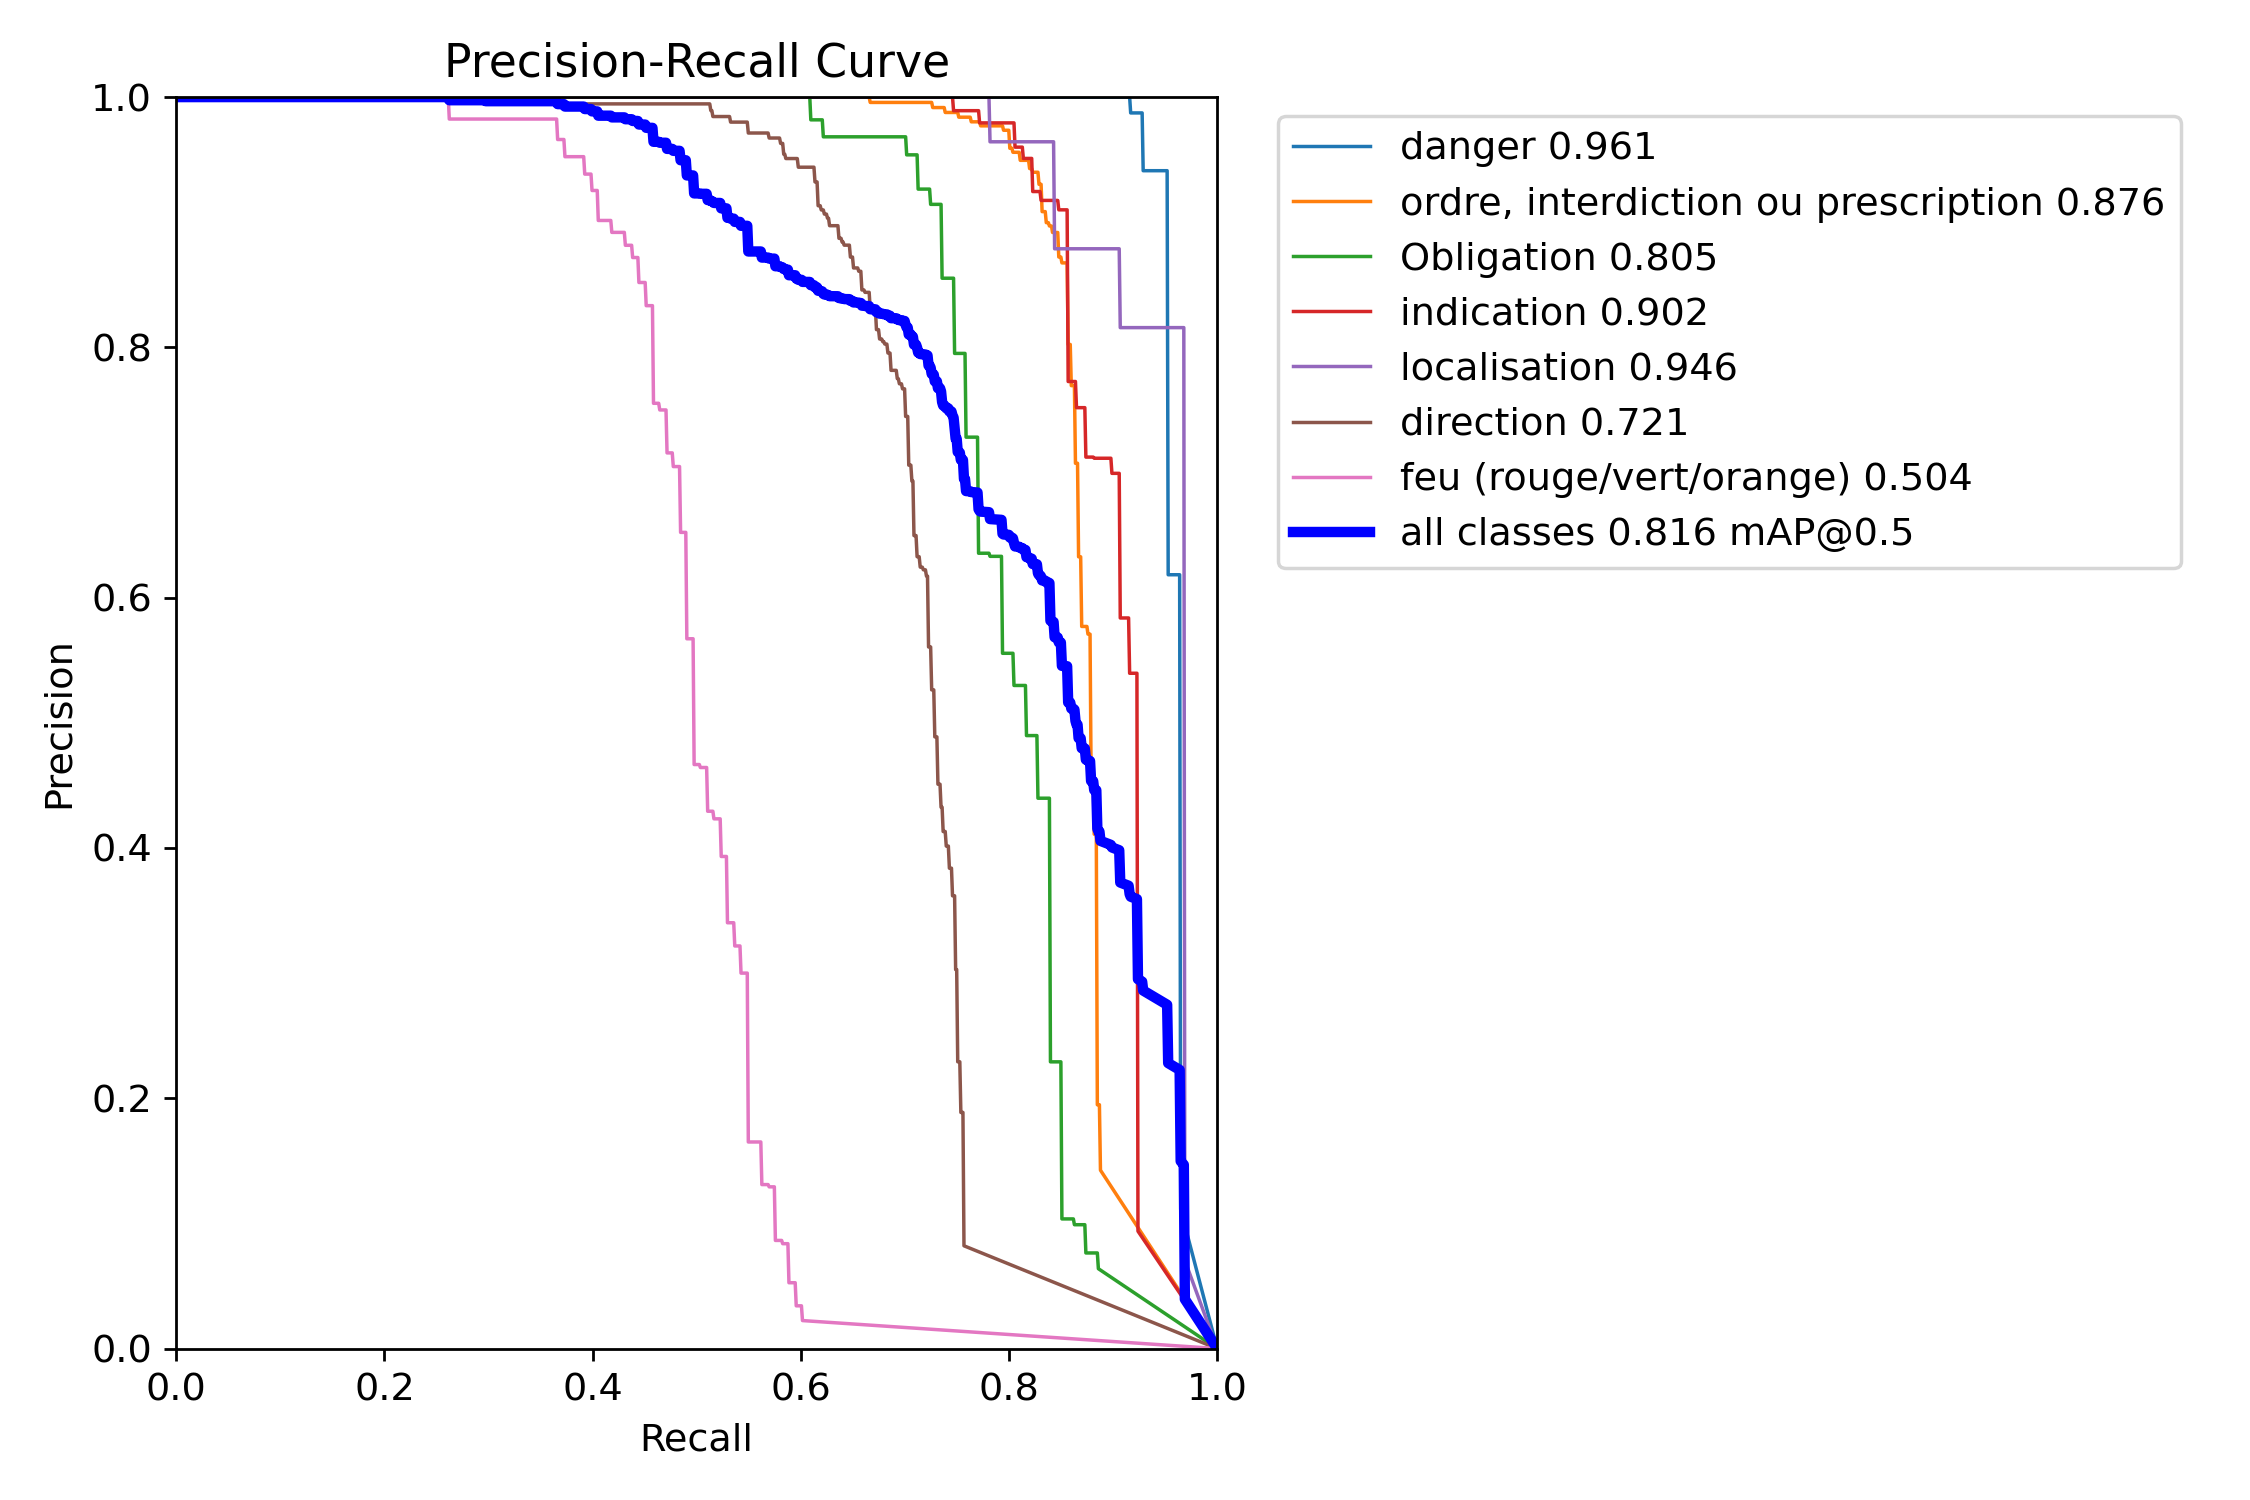 Precision-Recall Curve
1.0
0.8
0.6
0.4
0.2
0.0
Precision
0.0 0.2 0.4 0.6 0.8 1.0
Recall
danger 0.961
ordre, interdiction ou prescription 0.876
Obligation 0.805
indication 0.902
localisation 0.946
direction 0.721
feu (rouge/vert/orange) 0.504
all classes 0.816 mAP@0.5